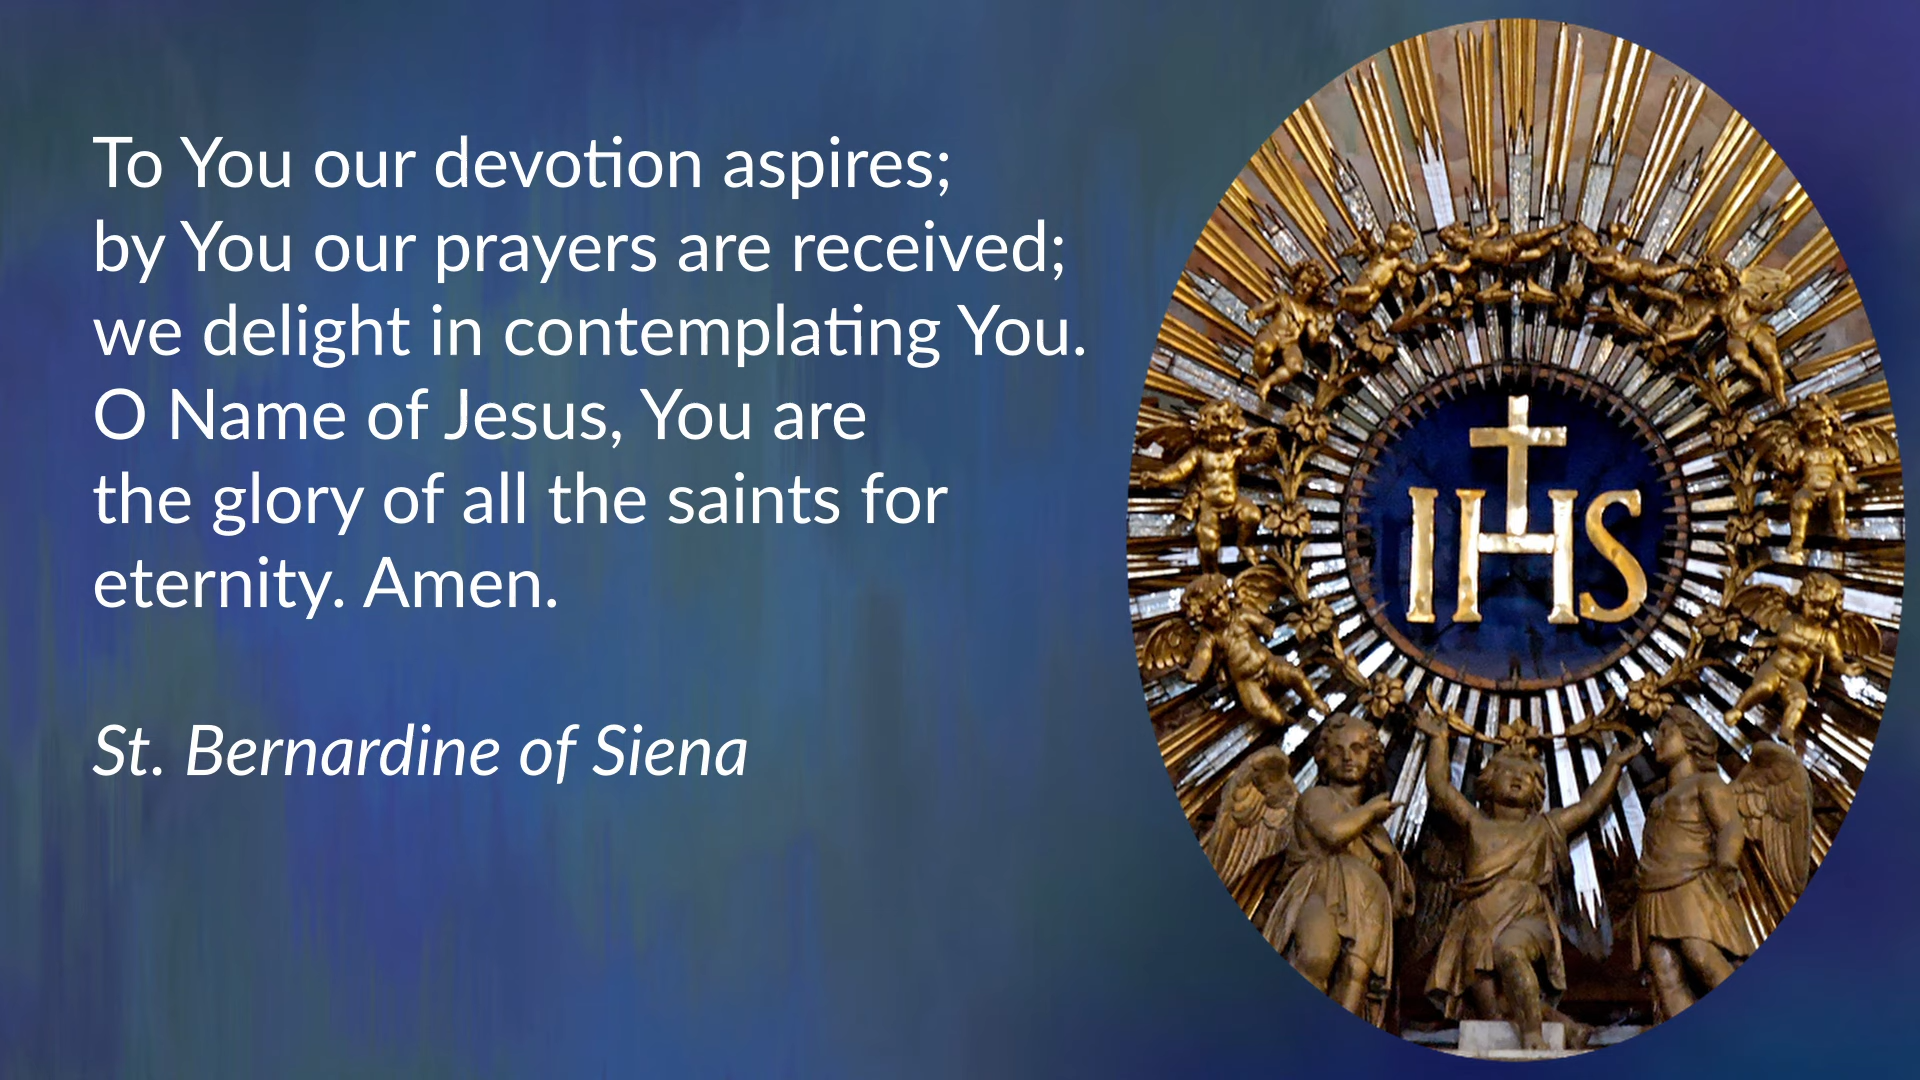 To You our devotion aspires;
by You our prayers are received;
we delight in contemplating You.
O Name of Jesus, You are
the glory of all the saints for
eternity. Amen.
St. Bernardine of Siena
IHS